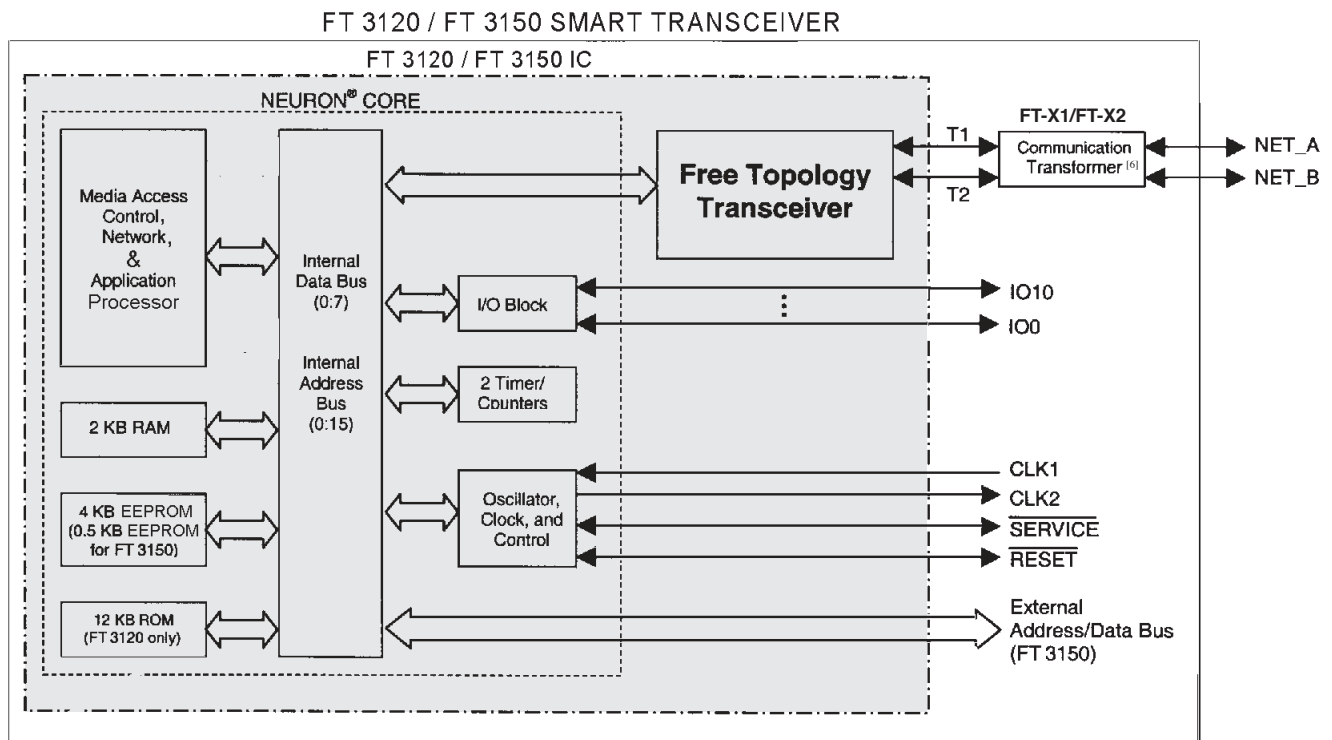 FT 3120 / FT 3150 SMART TRANSCEIVER
FT 3120 / FT 3150 IC
NEURON® CORE
Media Access
Control,
Network,
&
Application
Processor
2 KB RAM
4 KB EEPROM
(0.5 KB EEPROM
for FT 3150)
12 KB ROM
(FT 3120 only)
Internal
Data Bus
(0:7)
Internal
Address
Bus
(0:15)
Free Topology
Transceiver
I/O Block
2 Timer/
Counters
Oscillator,
Clock, and
Control
T1
T2
FT-X1/FT-X2
Communication
Transformer [6]
NET_A
NET_B
IO10
IO0
CLK1
CLK2
SERVICE
RESET
External
Address/Data Bus
(FT 3150)